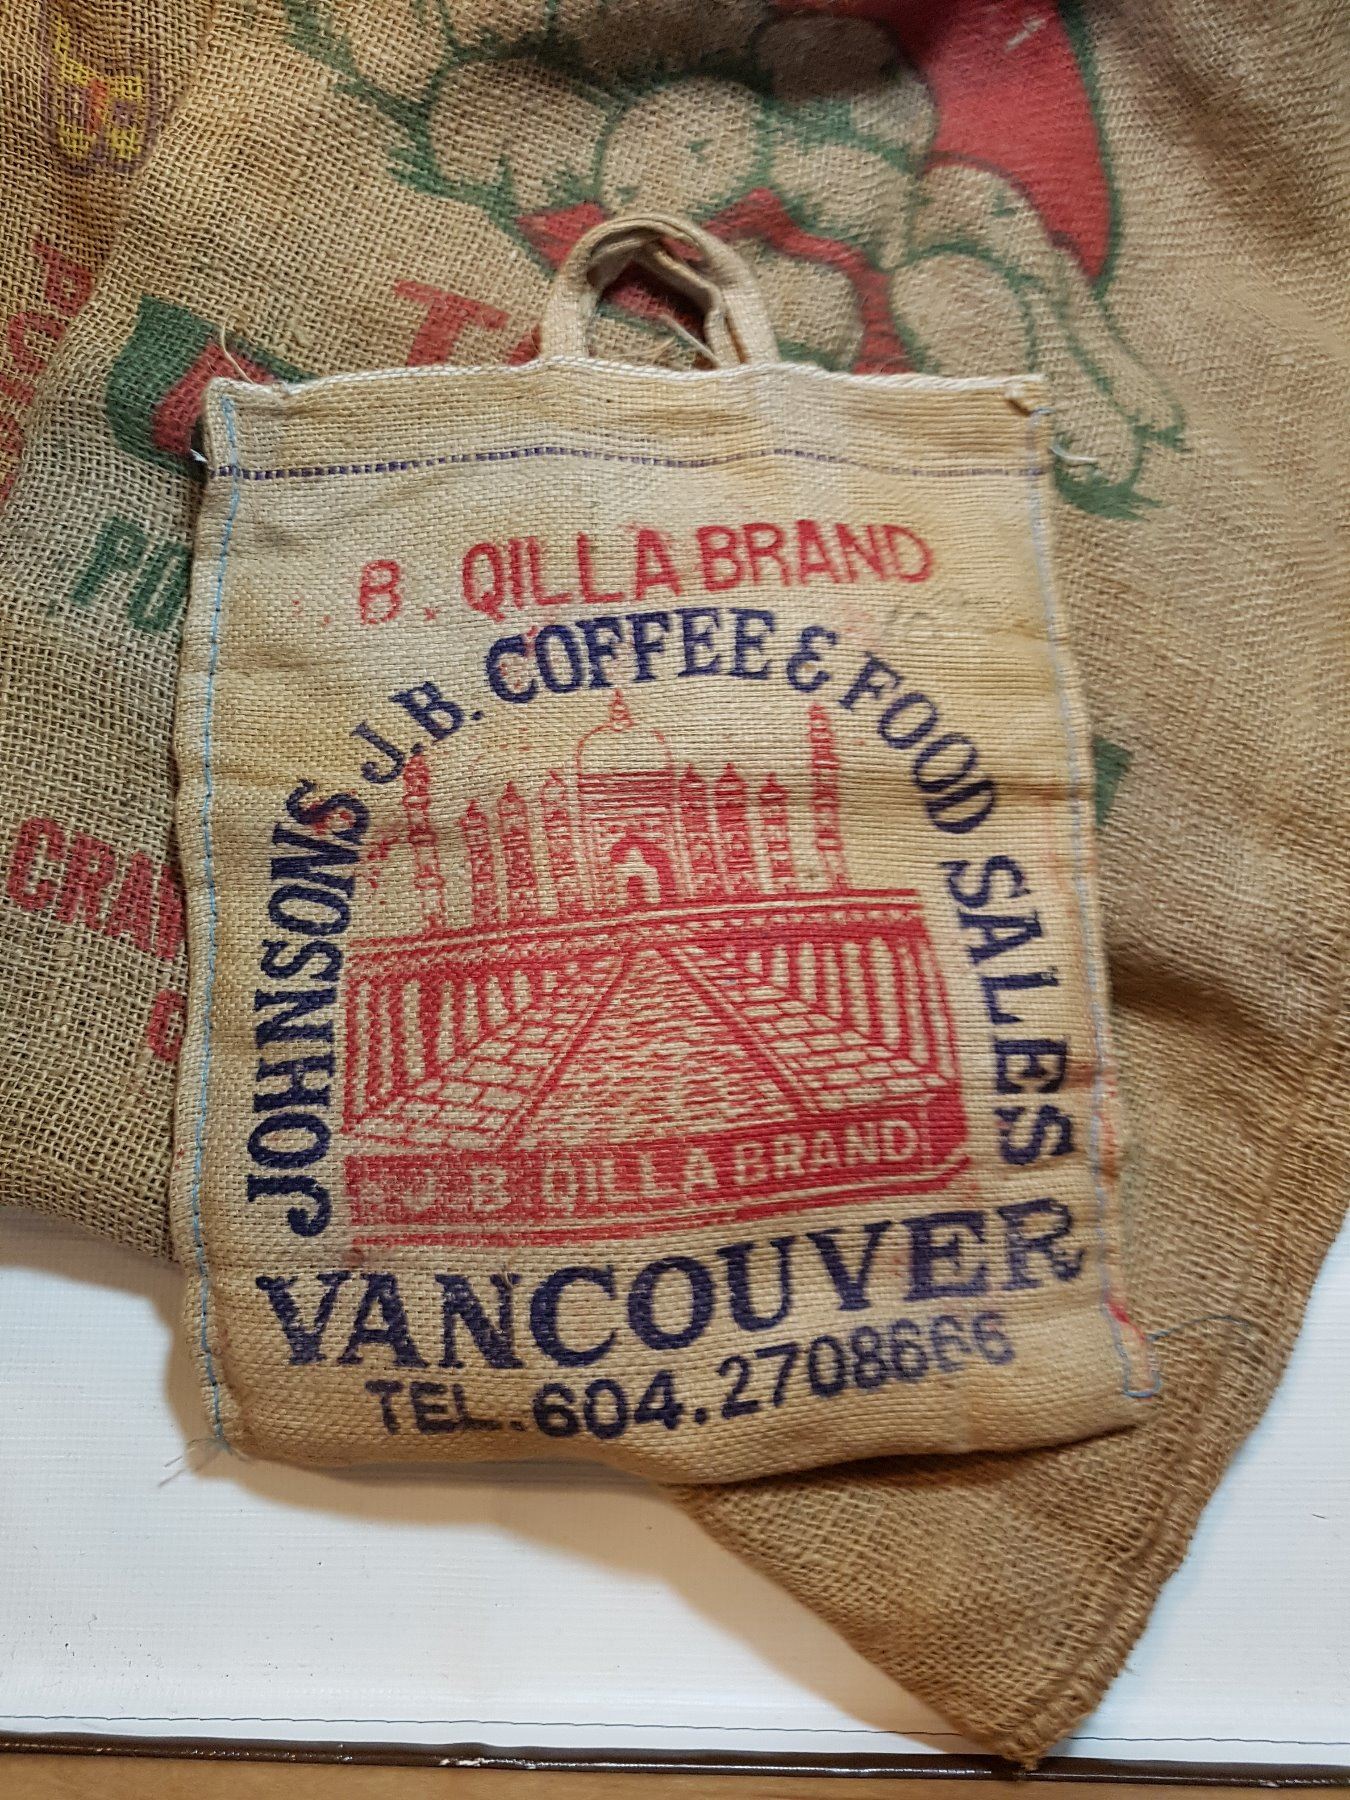 B. QILLA BRAND
JOHNSONS J.B. COFFEE & FOOD SALES
J.B QILLA BRAND
VANCOUVER
TEL. 604.2708666